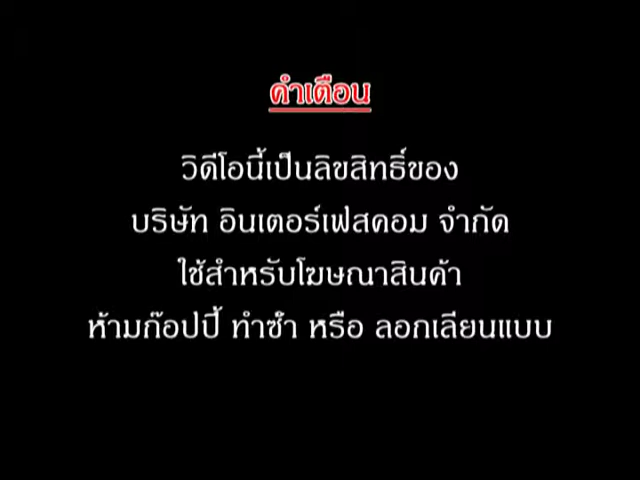 คำเตือน
วิดีโอนี้เป็นลิขสิทธิ์ของ
บริษัท อินเตอร์เฟสคอม จำกัด
ใช้สำหรับโฆษณาสินค้า
ห้ามก๊อปปี้ ทำซ้ำ หรือ ลอกเลียนแบบ